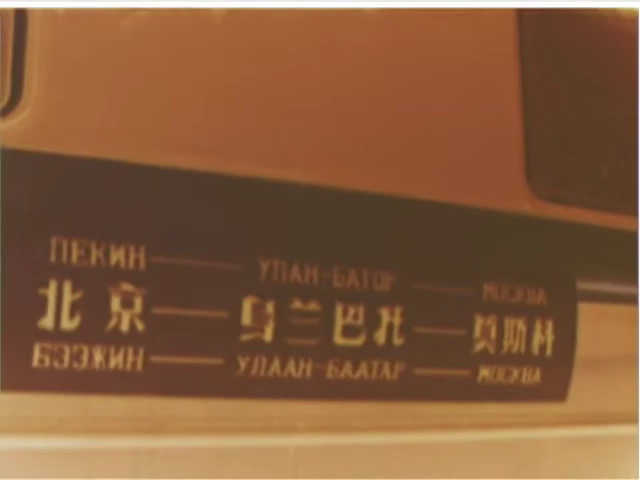 ПЕКИН — УЛАН-БАТОР — МОСКВА
北京 — 乌兰巴托 — 莫斯科
БЭЭЖИН — УЛААН-БААТАР — МОСКВА